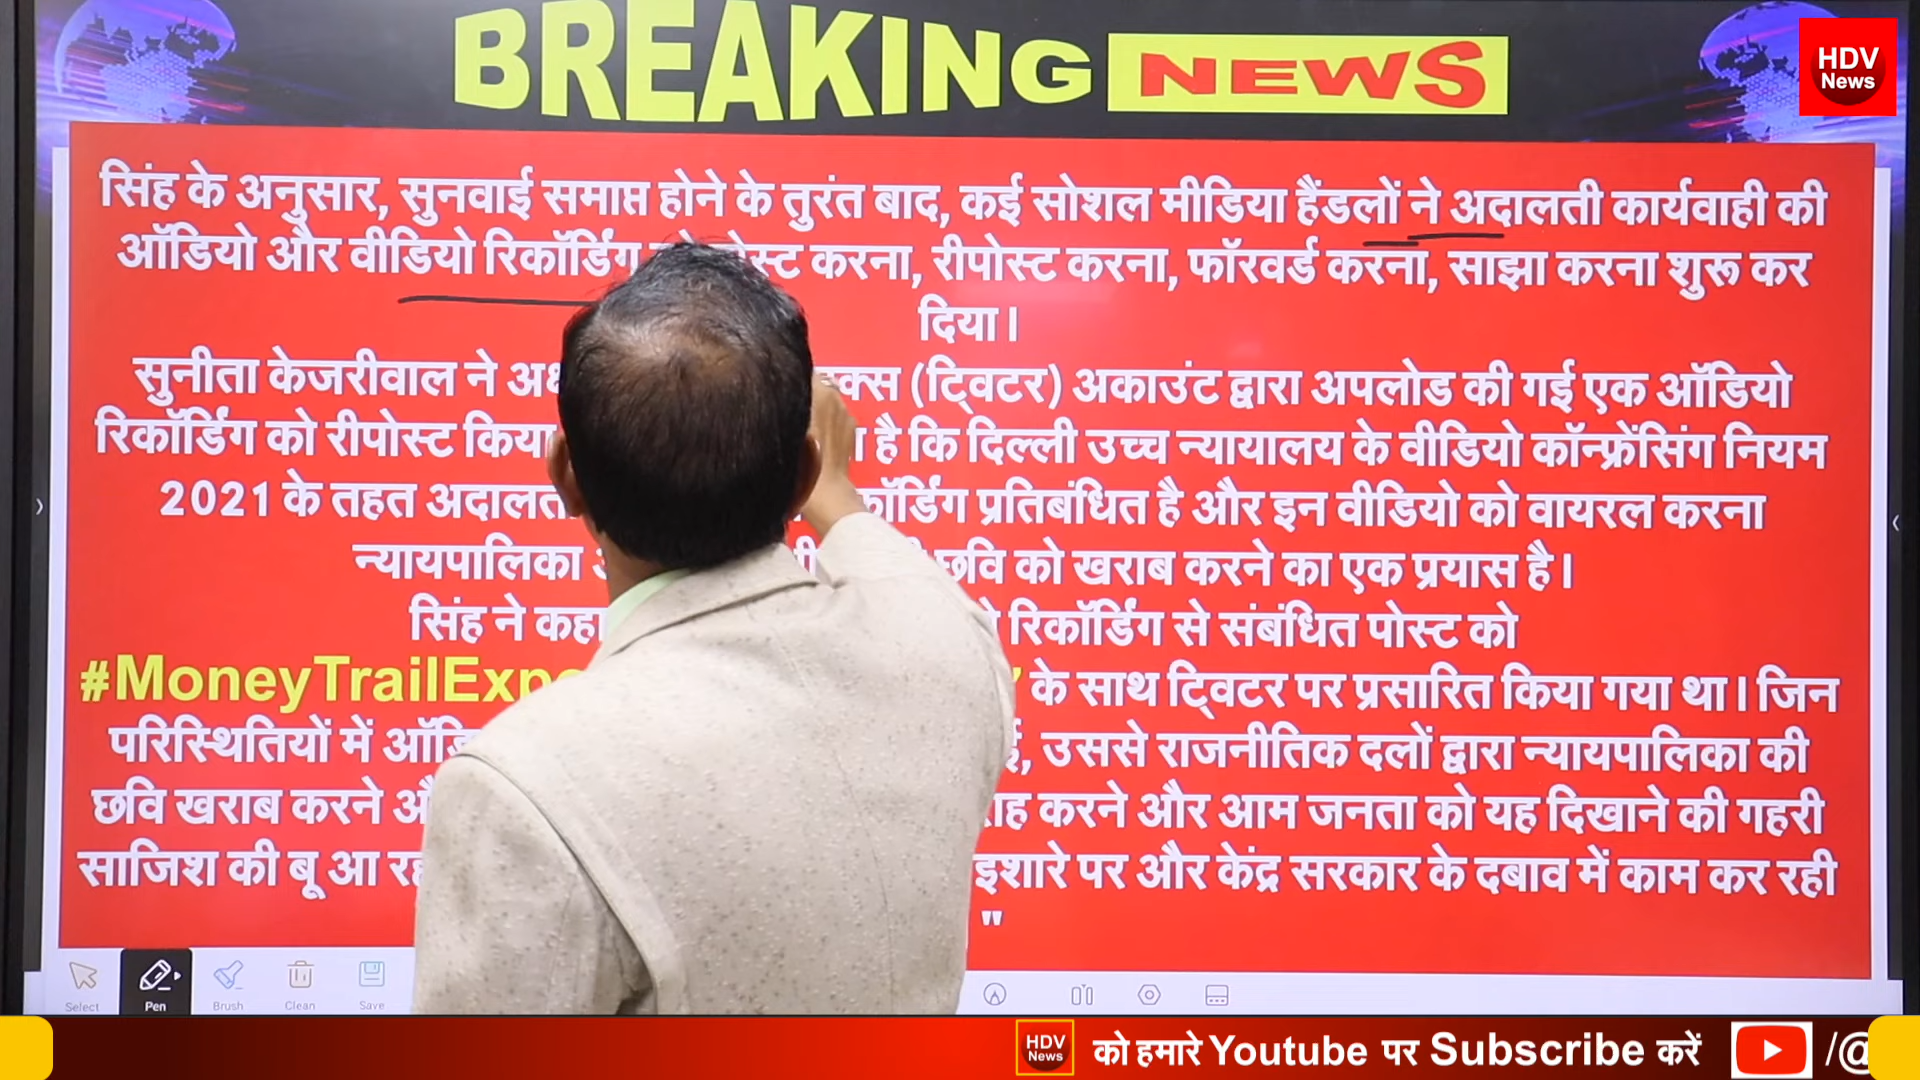 BREAKING NEWS
HDV
News
सिंह के अनुसार, सुनवाई समाप्त होने के तुरंत बाद, कई सोशल मीडिया हैंडलों ने अदालती कार्यवाही की
ऑडियो और वीडियो रिकॉर्डिंग करना, रीपोस्ट करना, फॉरवर्ड करना, साझा करना शुरू कर
दिया।
सुनीता केजरीवाल ने (ट्विटर) अकाउंट द्वारा अपलोड की गई एक ऑडियो
रिकॉर्डिंग को रीपोस्ट किया है कि दिल्ली उच्च न्यायालय के वीडियो कॉन्फ्रेंसिंग नियम
2021 के तहत प्रतिबंधित है और इन वीडियो को वायरल करना
न्यायपालिका छवि को खराब करने का एक प्रयास है।
सिंह ने कहा रिकॉर्डिंग से संबंधित पोस्ट को
के साथ ट्विटर पर प्रसारित किया गया था। जिन
परिस्थितियों में उससे राजनीतिक दलों द्वारा न्यायपालिका की
छवि खराब करने करने और आम जनता को यह दिखाने की गहरी
साजिश की बू आ इशारे पर और केंद्र सरकार के दबाव में काम कर रही
"
Select Pen Brush Clean Save
HDV
News
को हमारे Youtube पर Subscribe करें /@